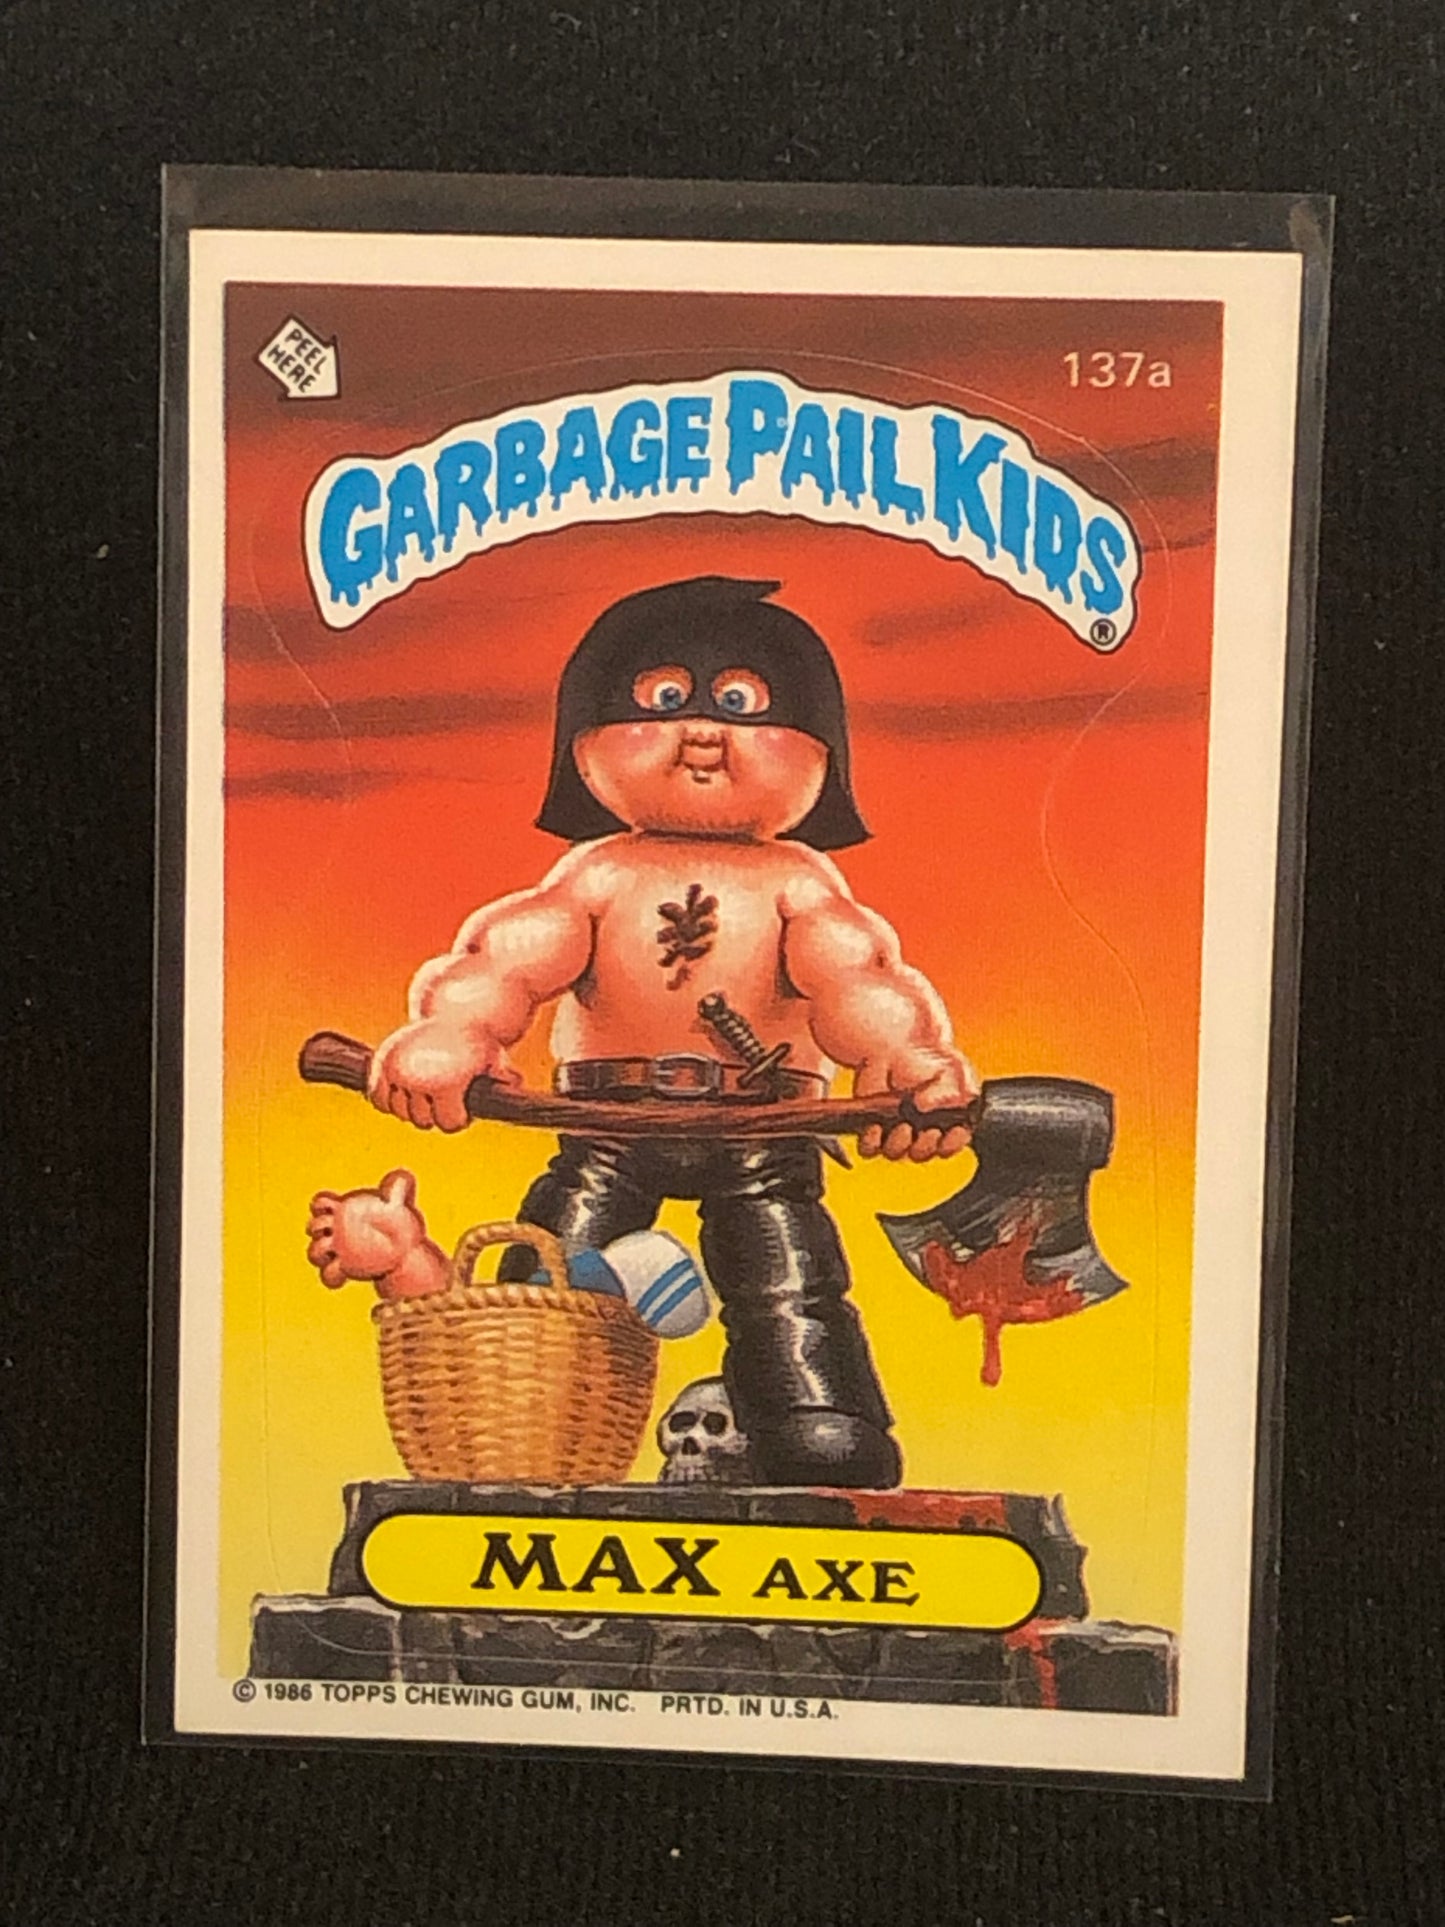 PEEL
HERE
137a
GARBAGE PAIL KIDS
®
MAX AXE
© 1986 TOPPS CHEWING GUM, INC. PRTD. IN U.S.A.